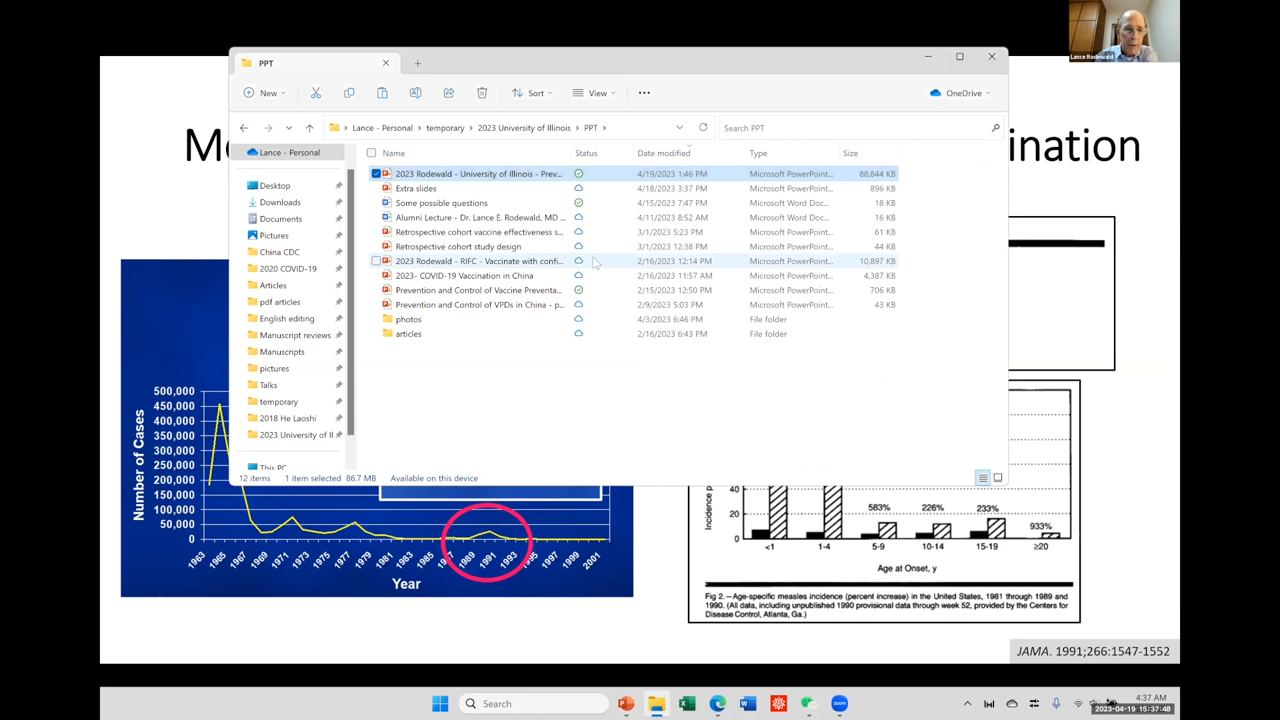 Lance Rodewald
PPT
New
Sort
View
OneDrive
Lance - Personal
temporary
2023 University of Illinois
PPT
Search PPT
Lance - Personal
Desktop
Downloads
Documents
Pictures
China CDC
2020 COVID-19
Articles
pdf articles
English editing
Manuscript reviews
Manuscripts
pictures
Talks
temporary
2018 He Laoshi
2023 University of Il
This PC
Name Status Date modified Type Size
2023 Rodewald - University of Illinois - Prev... 4/19/2023 1:46 PM Microsoft PowerPoint... 88,844 KB
Extra slides 4/18/2023 3:37 PM Microsoft PowerPoint... 896 KB
Some possible questions 4/15/2023 7:47 PM Microsoft Word Doc... 18 KB
Alumni Lecture - Dr. Lance E. Rodewald, MD ... 4/11/2023 8:52 AM Microsoft Word Doc... 16 KB
Retrospective cohort vaccine effectiveness s... 3/1/2023 5:23 PM Microsoft PowerPoint... 61 KB
Retrospective cohort study design 3/1/2023 12:38 PM Microsoft PowerPoint... 44 KB
2023 Rodewald - RIFC - Vaccinate with confi... 2/16/2023 12:14 PM Microsoft PowerPoint... 10,897 KB
2023- COVID-19 Vaccination in China 2/16/2023 11:57 AM Microsoft PowerPoint... 4,387 KB
Prevention and Control of Vaccine Preventa... 2/15/2023 12:50 PM Microsoft PowerPoint... 706 KB
Prevention and Control of VPDs in China - p... 2/9/2023 5:03 PM Microsoft PowerPoint... 43 KB
photos 4/3/2023 6:46 PM File folder
articles 2/16/2023 6:43 PM File folder
12 items 1 item selected 86.7 MB Available on this device
ination
Number of Cases
500,000
450,000
400,000
350,000
300,000
250,000
200,000
150,000
100,000
50,000
0
1963 1965 1967 1969 1971 1973 1975 1977 1979 1981 1983 1985 1987 1989 1991 1993 1995 1997 1999 2001
Year
40
20
0
583% 226% 233% 933%
<1 1-4 5-9 10-14 15-19 ≥20
Age at Onset, y
Fig 2.—Age-specific measles incidence (percent increase) in the United States, 1981 through 1989 and
1990. (All data, including unpublished 1990 provisional data through week 52, provided by the Centers for
Disease Control, Atlanta, Ga.)
JAMA. 1991;266:1547-1552
Search
zoom
4:37 AM
2023-04-19 15:37:48